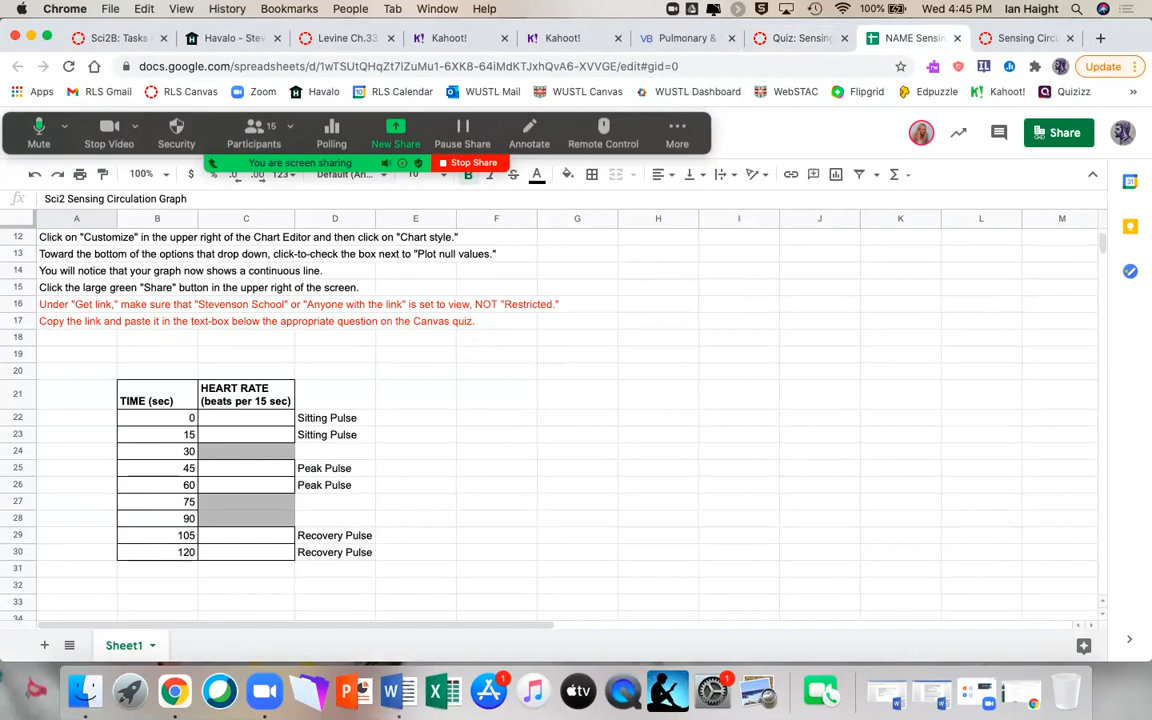 Chrome File Edit View History Bookmarks People Tab Window Help 100% Wed 4:45 PM Ian Haight
Sci2B: Tasks Havalo - Stev Levine Ch.33 Kahoot! Kahoot! Pulmonary & Quiz: Sensing NAME Sensin Sensing Circu
docs.google.com/spreadsheets/d/1wTSUtQHqZt7IZuMu1-6XK8-64iMdKTJxhQvA6-XVVGE/edit#gid=0 Update
Apps RLS Gmail RLS Canvas Zoom Havalo RLS Calendar WUSTL Mail WUSTL Canvas WUSTL Dashboard WebSTAC Flipgrid Edpuzzle Kahoot! Quizizz
15
Mute Stop Video Security Participants Polling New Share Pause Share Annotate Remote Control More
Share
You are screen sharing Stop Share
100% $ % .0 .00 123 Default (Ari... 10 B I S A
fx Sci2 Sensing Circulation Graph
A B C D E F G H I J K L M
12 Click on "Customize" in the upper right of the Chart Editor and then click on "Chart style."
13 Toward the bottom of the options that drop down, click-to-check the box next to "Plot null values."
14 You will notice that your graph now shows a continuous line.
15 Click the large green "Share" button in the upper right of the screen.
16 Under "Get link," make sure that "Stevenson School" or "Anyone with the link" is set to view, NOT "Restricted."
17 Copy the link and paste it in the text-box below the appropriate question on the Canvas quiz.
18
19
20
21 TIME (sec) HEART RATE (beats per 15 sec)
22 0 Sitting Pulse
23 15 Sitting Pulse
24 30
25 45 Peak Pulse
26 60 Peak Pulse
27 75
28 90
29 105 Recovery Pulse
30 120 Recovery Pulse
31
32
33
34
Sheet1
1 1